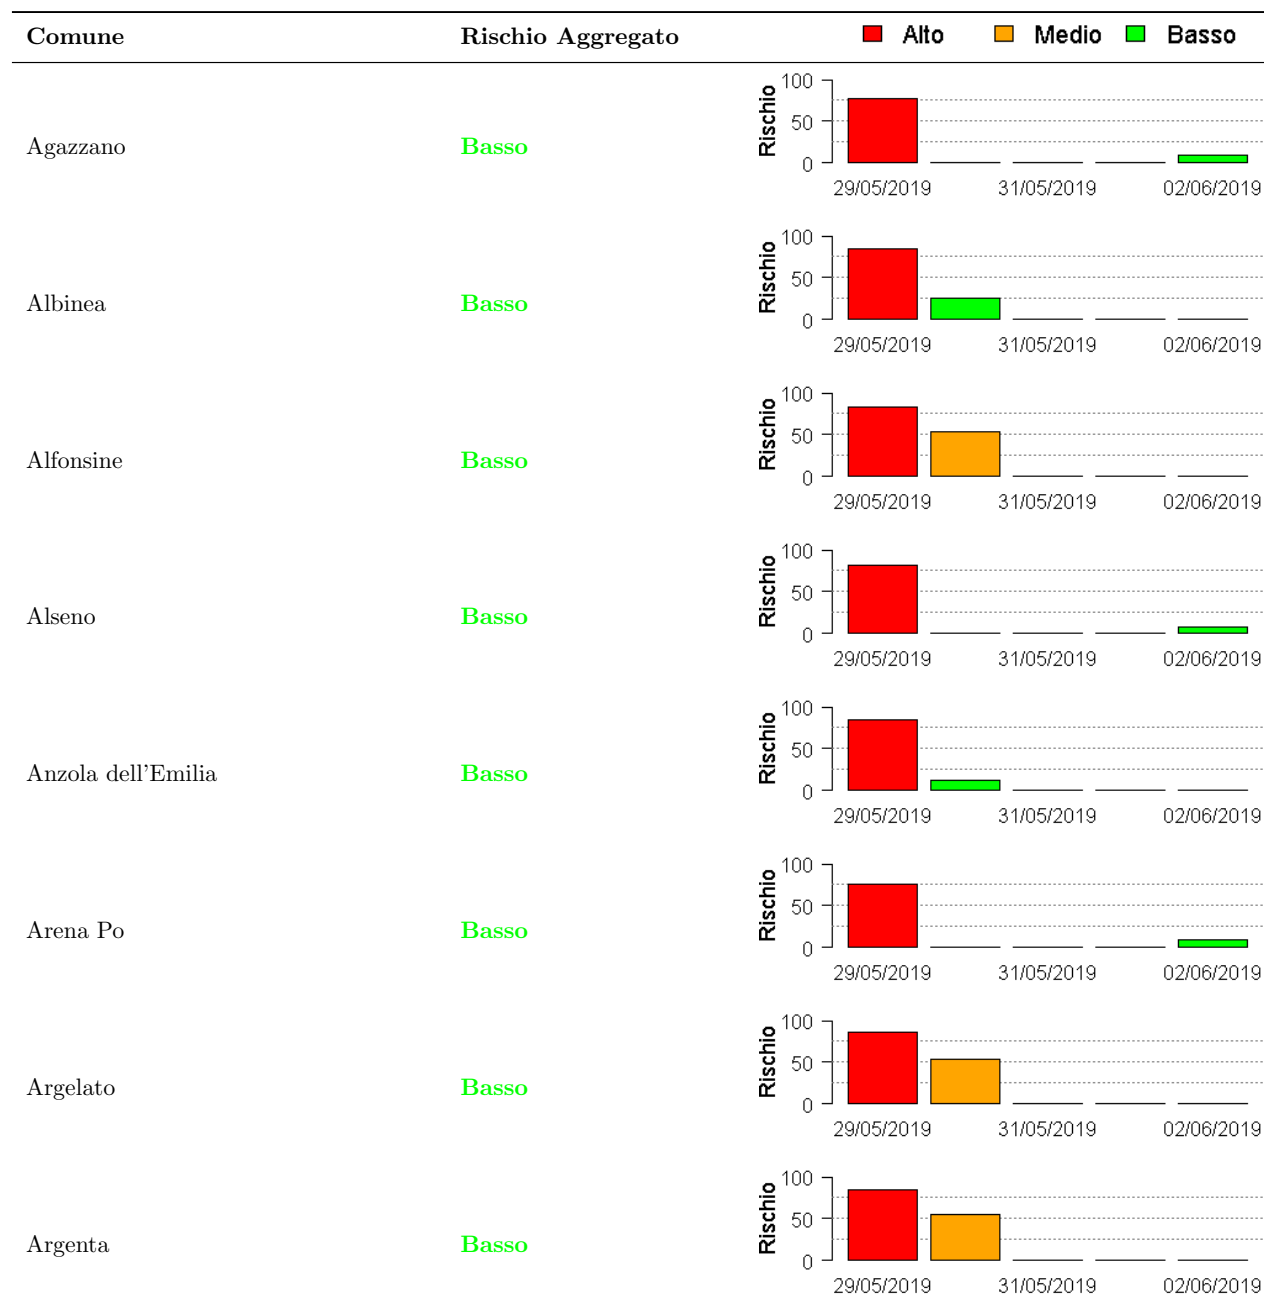 Comune Rischio Aggregato Alto Medio Basso
Agazzano Basso Rischio 100 50 0
29/05/2019 31/05/2019 02/06/2019
Albinea Basso Rischio 100 50 0
29/05/2019 31/05/2019 02/06/2019
Alfonsine Basso Rischio 100 50 0
29/05/2019 31/05/2019 02/06/2019
Alseno Basso Rischio 100 50 0
29/05/2019 31/05/2019 02/06/2019
Anzola dell'Emilia Basso Rischio 100 50 0
29/05/2019 31/05/2019 02/06/2019
Arena Po Basso Rischio 100 50 0
29/05/2019 31/05/2019 02/06/2019
Argelato Basso Rischio 100 50 0
29/05/2019 31/05/2019 02/06/2019
Argenta Basso Rischio 100 50 0
29/05/2019 31/05/2019 02/06/2019